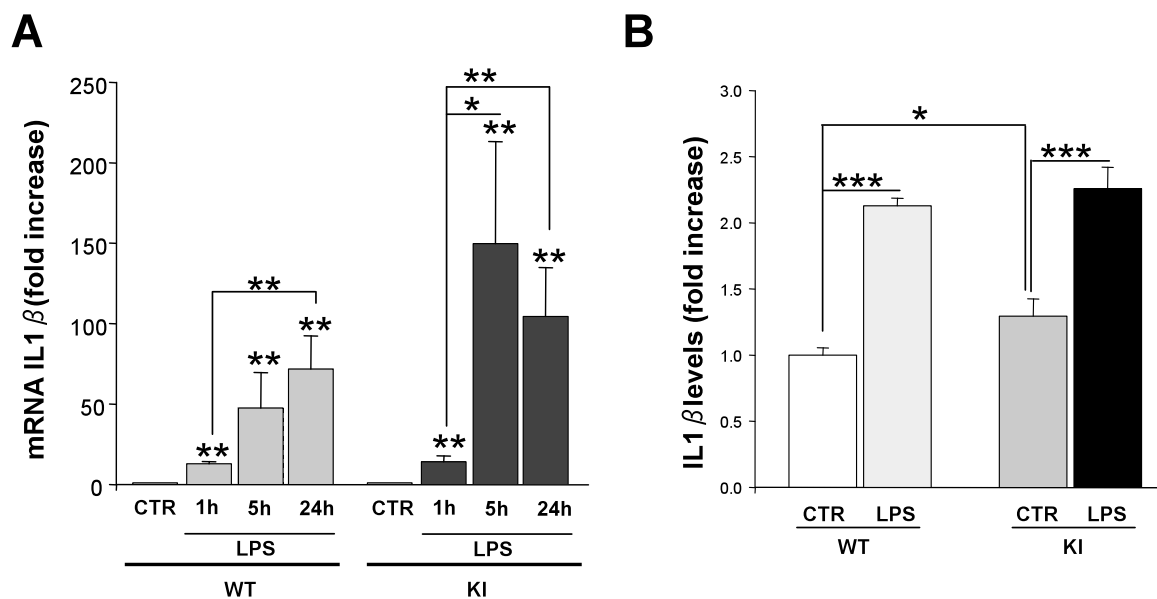 A
mRNA IL1 β(fold increase)
250
200
150
100
50
0
**
**
**
**
**
*
**
**
**
CTR 1h 5h 24h CTR 1h 5h 24h
LPS LPS
WT KI
B
IL1 β levels (fold increase)
3.0
2.5
2.0
1.5
1.0
0.5
0.0
*
***
***
CTR LPS CTR LPS
WT KI